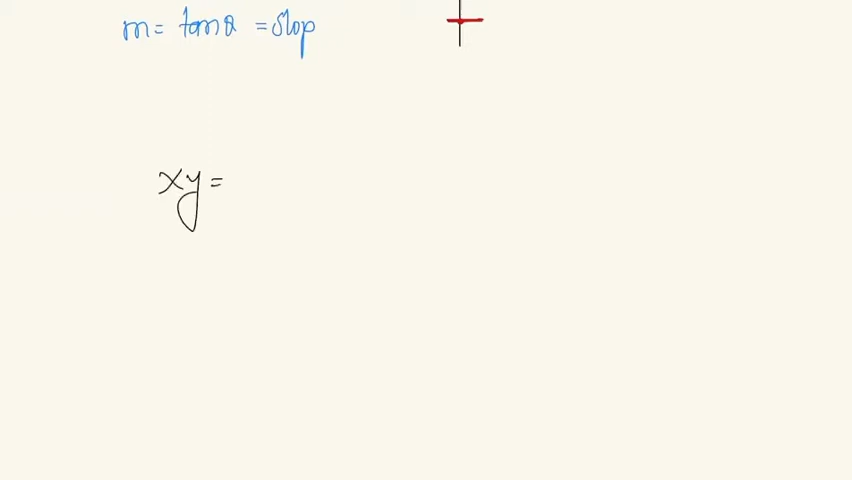 m = tanθ = Slop
xy =